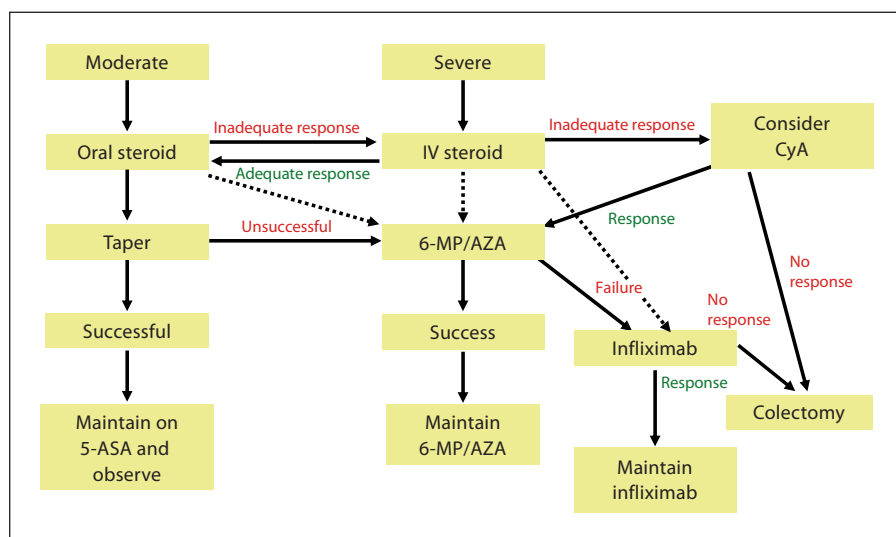 Moderate
Severe
Inadequate response
Inadequate response
Consider
CyA
Oral steroid
IV steroid
Adequate response
Response
Unsuccessful
Taper
6-MP/AZA
No
response
Failure
No
response
Successful
Success
Infliximab
Response
Colectomy
Maintain on
5-ASA and
observe
Maintain
6-MP/AZA
Maintain
infliximab